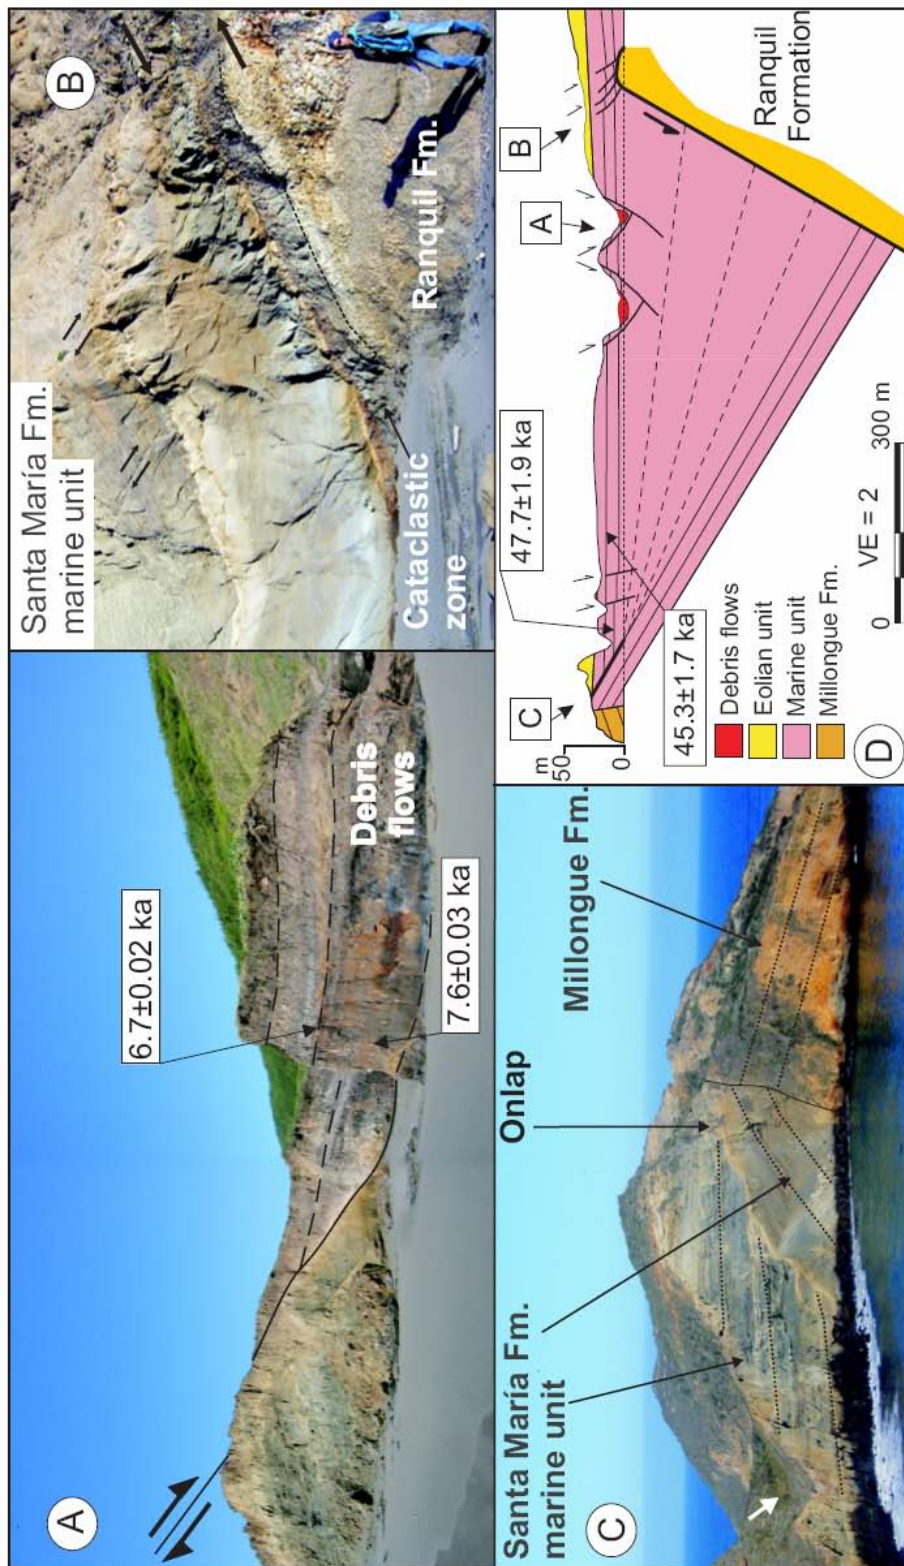 A
6.7±0.02 ka
7.6±0.03 ka
Debris
flows
B
Santa María Fm.
marine unit
Cataclastic
zone
Ranquil Fm.
C
Santa María Fm.
marine unit
Onlap
Millongue Fm.
D
m
50
0
C
47.7±1.9 ka
45.3±1.7 ka
A
B
Debris flows
Eolian unit
Marine unit
Millongue Fm.
0
300 m
VE = 2
Ranquil
Formation